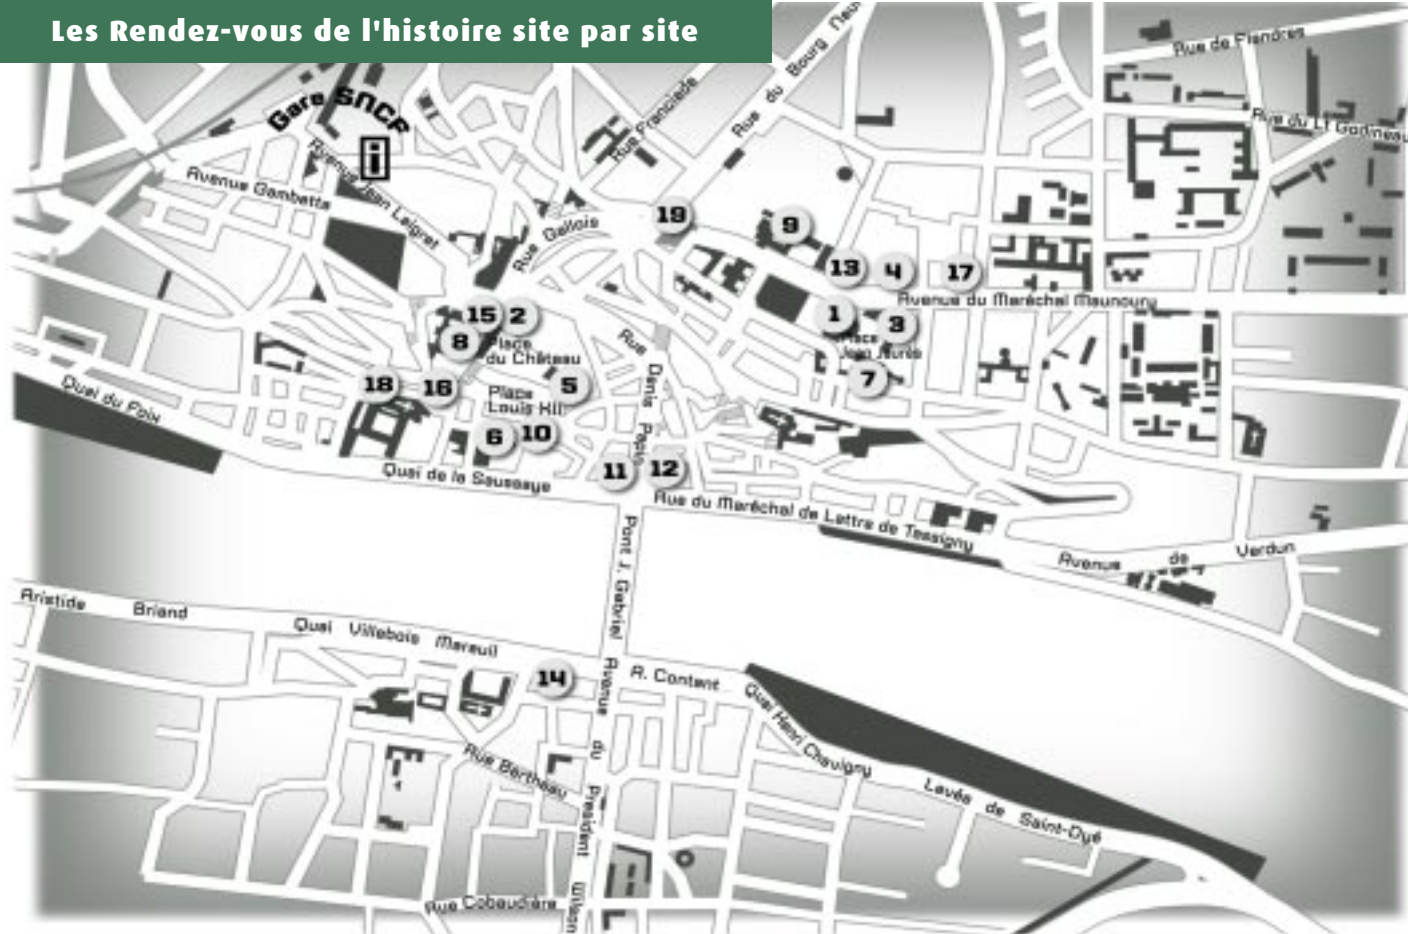 Les Rendez-vous de l'histoire site par site
Rue de Flandres
Rue du Bourg Neuf
Rue Franciade
Gare SNCF
i
Rue du Lt Godineau
Avenue Jean Laigret
Avenue Gambetta
Rue Gallois
19
9
13
4
17
Avenue du Maréchal Maunoury
15
2
1
3
8
Place
du Château
Rue Denis Papin
Place
Jean Jaurès
18
16
5
7
Quai du Foix
Place
Louis XII
6
10
11
12
Quai de la Saussaye
Rue du Maréchal de Lattre de Tassigny
Pont J. Gabriel
Avenue de Verdun
Aristide Briand
Quai Villebois Mareuil
14
R. Contant
Avenue du Président Wilson
Quai Henri Chavigny
Rue Bertheau
Levée de Saint-Dyé
Rue Cobaudière